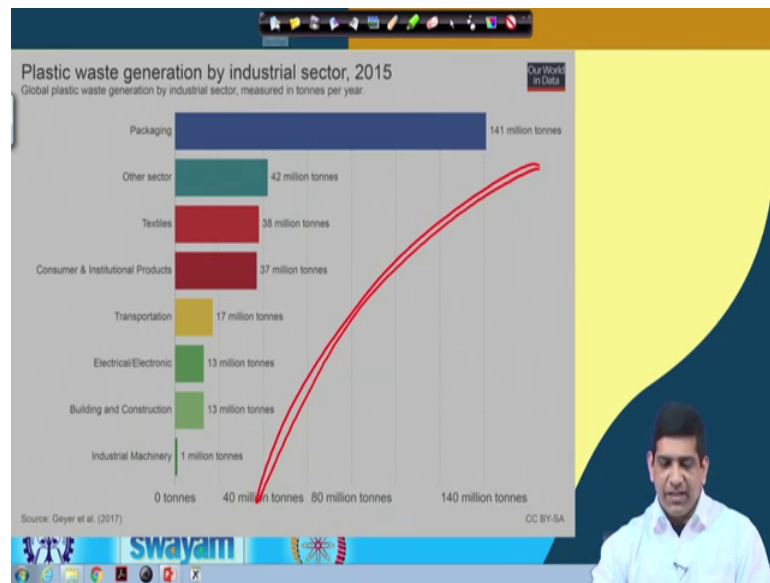 Plastic waste generation by industrial sector, 2015
Global plastic waste generation by industrial sector, measured in tonnes per year.
Our World
in Data
Packaging 141 million tonnes
Other sector 42 million tonnes
Textiles 38 million tonnes
Consumer & Institutional Products 37 million tonnes
Transportation 17 million tonnes
Electrical/Electronic 13 million tonnes
Building and Construction 13 million tonnes
Industrial Machinery 1 million tonnes
0 tonnes 40 million tonnes 80 million tonnes 140 million tonnes
Source: Geyer et al. (2017) CC BY-SA
swayam